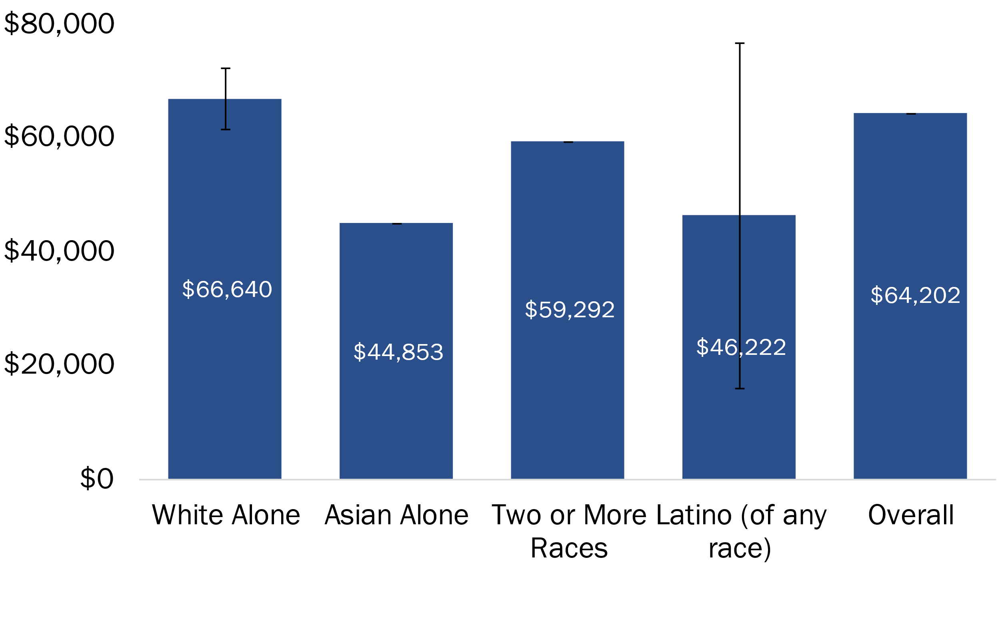 $80,000
$60,000
$40,000
$20,000
$0
$66,640
$44,853
$59,292
$46,222
$64,202
White Alone
Asian Alone
Two or More
Races
Latino (of any
race)
Overall